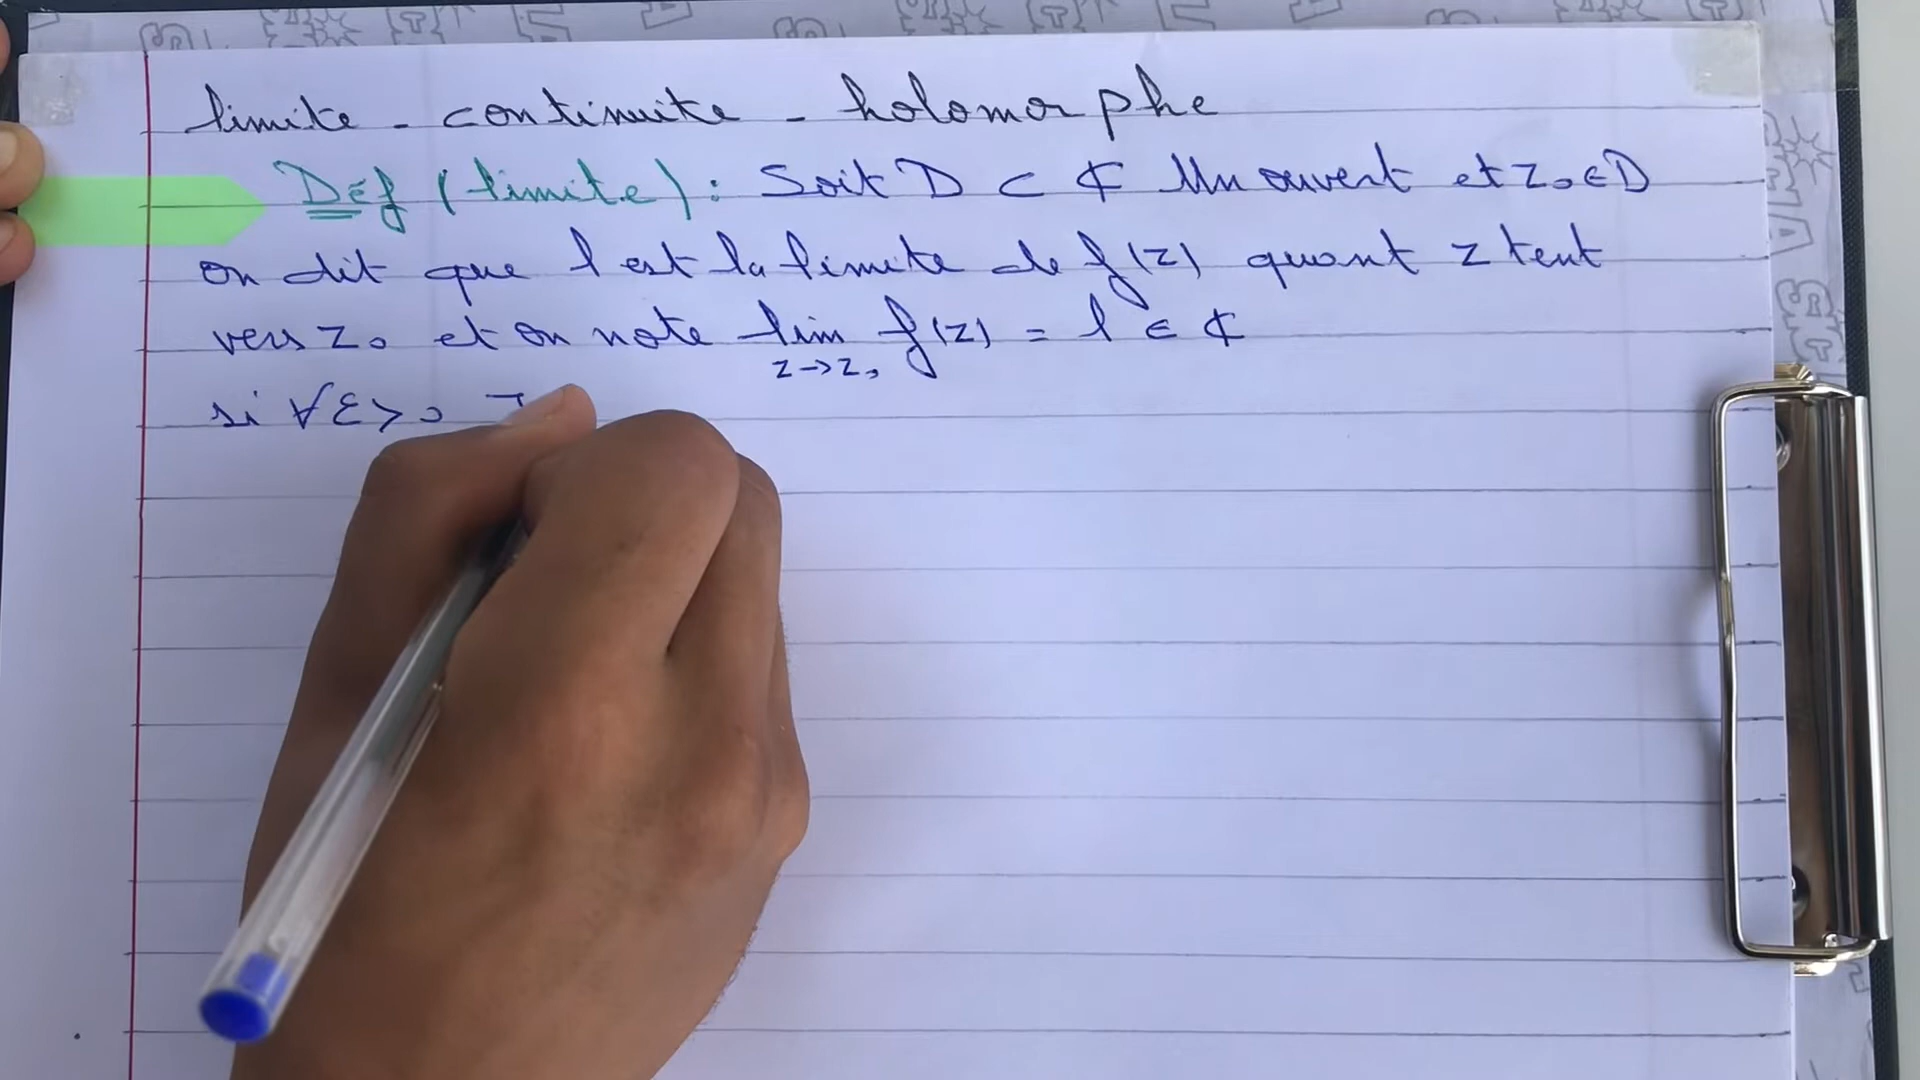 limite - continuite - holomorphe
Déf (limite) : Soit D ⊂ ℂ Un ouvert et z₀ ∈ D
on dit que l est la limite de f(z) quant z tent
vers z₀ et on note lim f(z) = l ∈ ℂ
z→z₀
si ∀ε>0